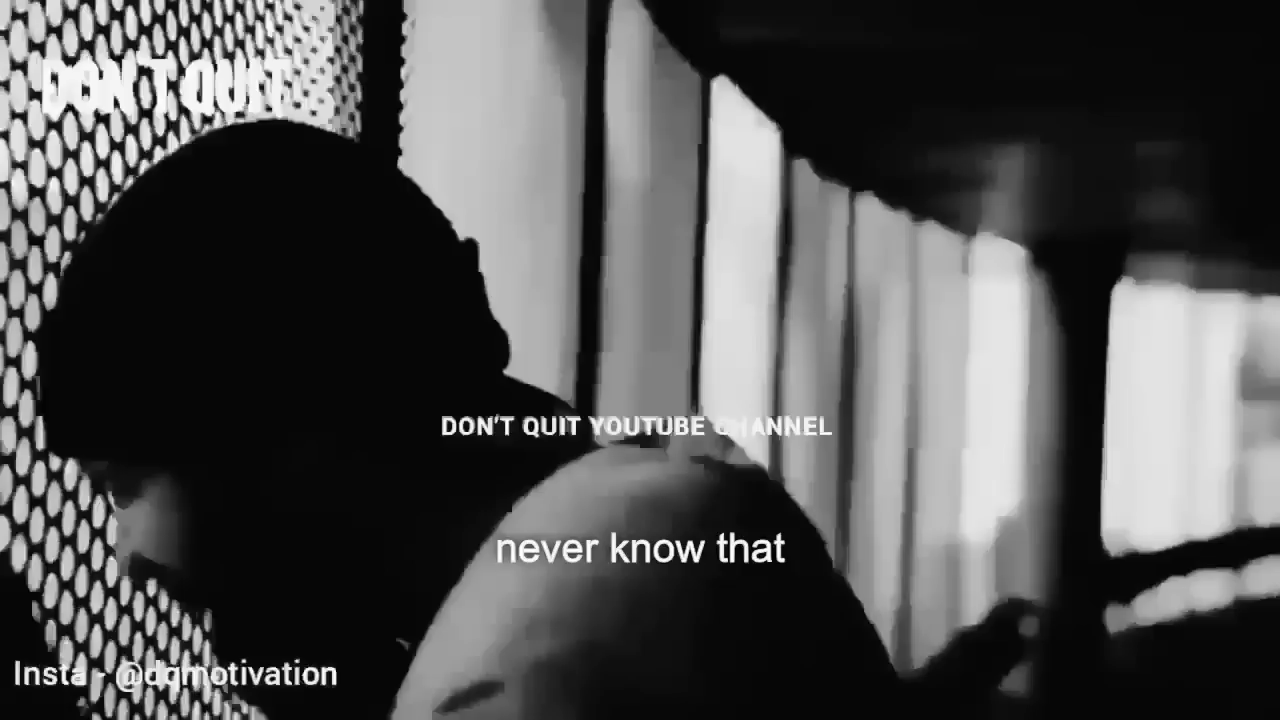 DON'T QUIT
DON'T QUIT YOUTUBE CHANNEL
never know that
Insta - @dqmotivation